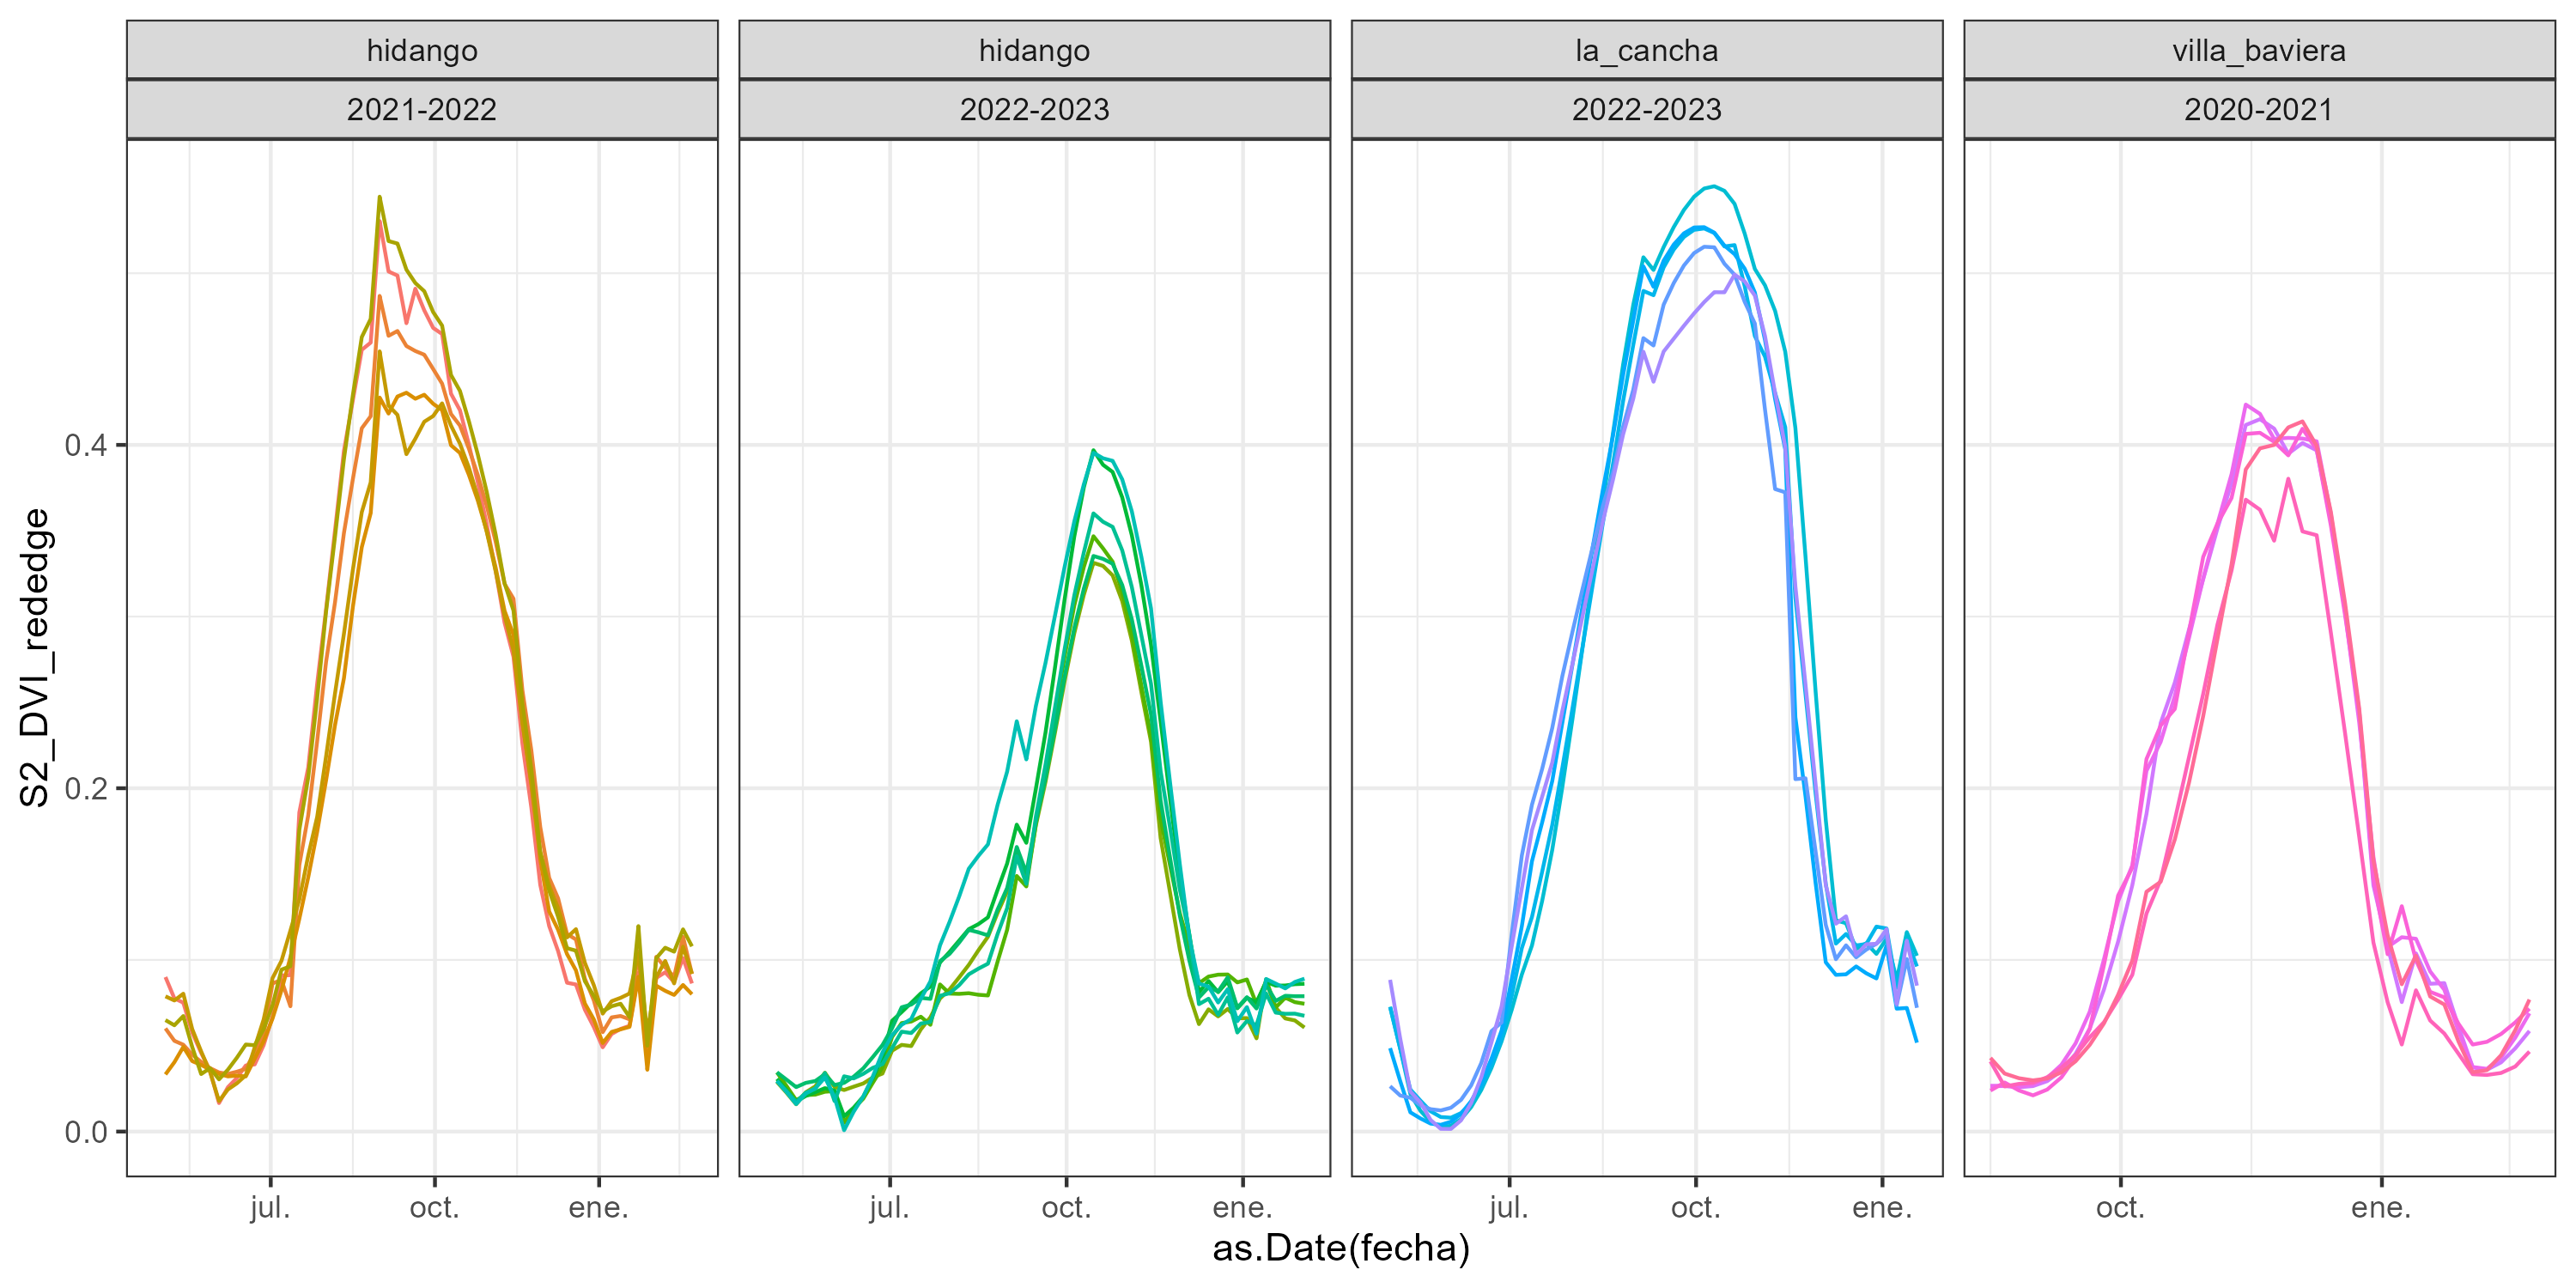 hidango hidango la_cancha villa_baviera
2021-2022 2022-2023 2022-2023 2020-2021
S2_DVI_rededge
0.4
0.2
0.0
jul. oct. ene. jul. oct. ene. jul. oct. ene. oct. ene.
as.Date(fecha)